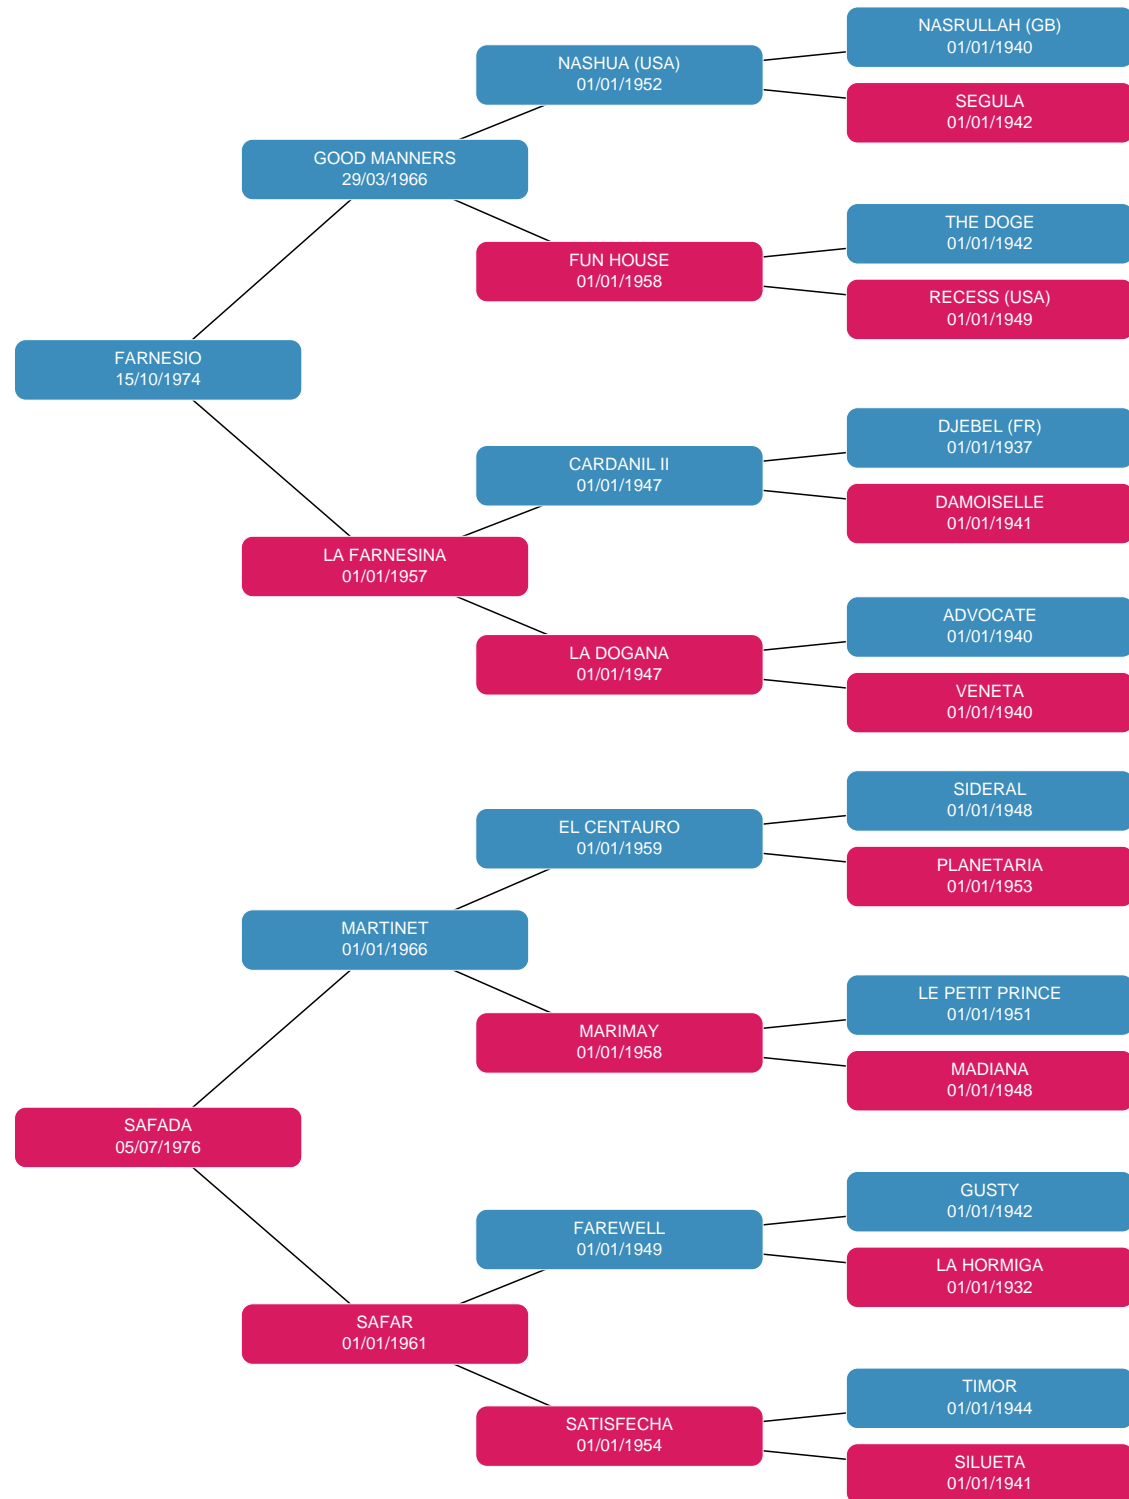 NASRULLAH (GB)
01/01/1940
NASHUA (USA)
01/01/1952
SEGULA
01/01/1942
GOOD MANNERS
29/03/1966
THE DOGE
01/01/1942
FUN HOUSE
01/01/1958
RECESS (USA)
01/01/1949
FARNESIO
15/10/1974
DJEBEL (FR)
01/01/1937
CARDANIL II
01/01/1947
DAMOISELLE
01/01/1941
LA FARNESINA
01/01/1957
ADVOCATE
01/01/1940
LA DOGANA
01/01/1947
VENETA
01/01/1940
SIDERAL
01/01/1948
EL CENTAURO
01/01/1959
PLANETARIA
01/01/1953
MARTINET
01/01/1966
LE PETIT PRINCE
01/01/1951
MARIMAY
01/01/1958
MADIANA
01/01/1948
SAFADA
05/07/1976
GUSTY
01/01/1942
FAREWELL
01/01/1949
LA HORMIGA
01/01/1932
SAFAR
01/01/1961
TIMOR
01/01/1944
SATISFECHA
01/01/1954
SILUETA
01/01/1941